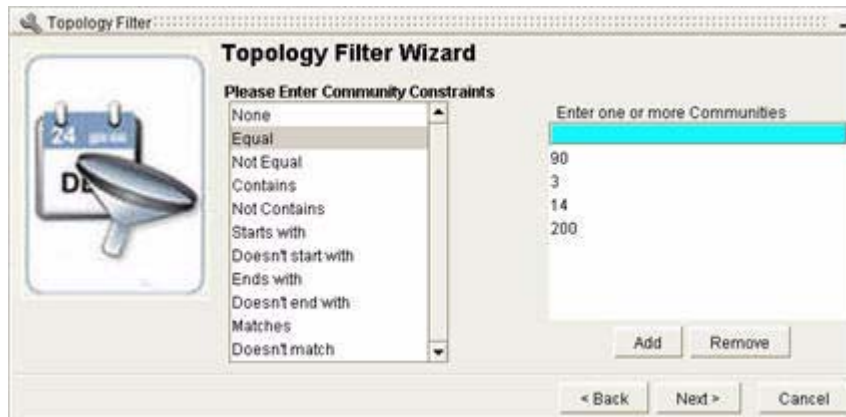 Topology Filter
Topology Filter Wizard
Please Enter Community Constraints
None
Equal
Not Equal
Contains
Not Contains
Starts with
Doesn't start with
Ends with
Doesn't end with
Matches
Doesn't match
Enter one or more Communities
90
3
14
200
Add Remove
< Back Next > Cancel
24